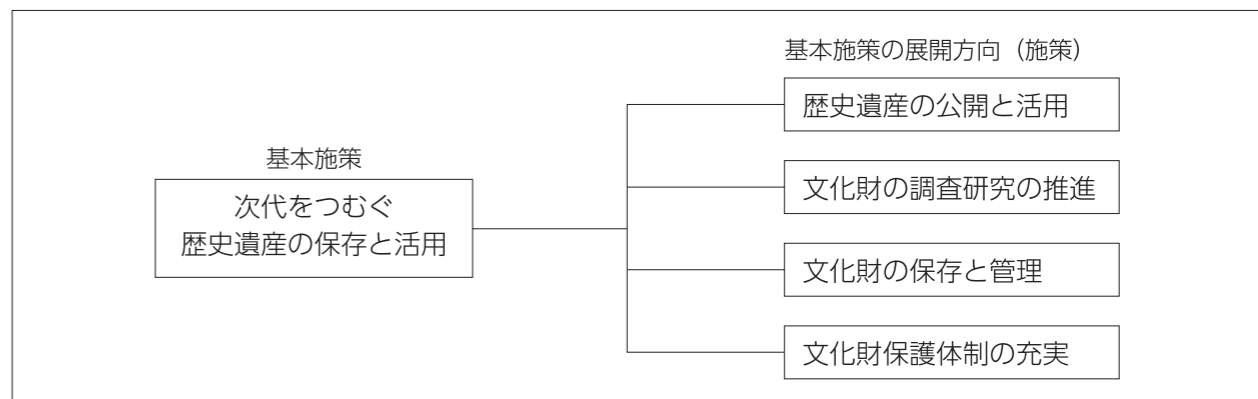 基本施策
次代をつむぐ
歴史遺産の保存と活用
基本施策の展開方向（施策）
歴史遺産の公開と活用
文化財の調査研究の推進
文化財の保存と管理
文化財保護体制の充実